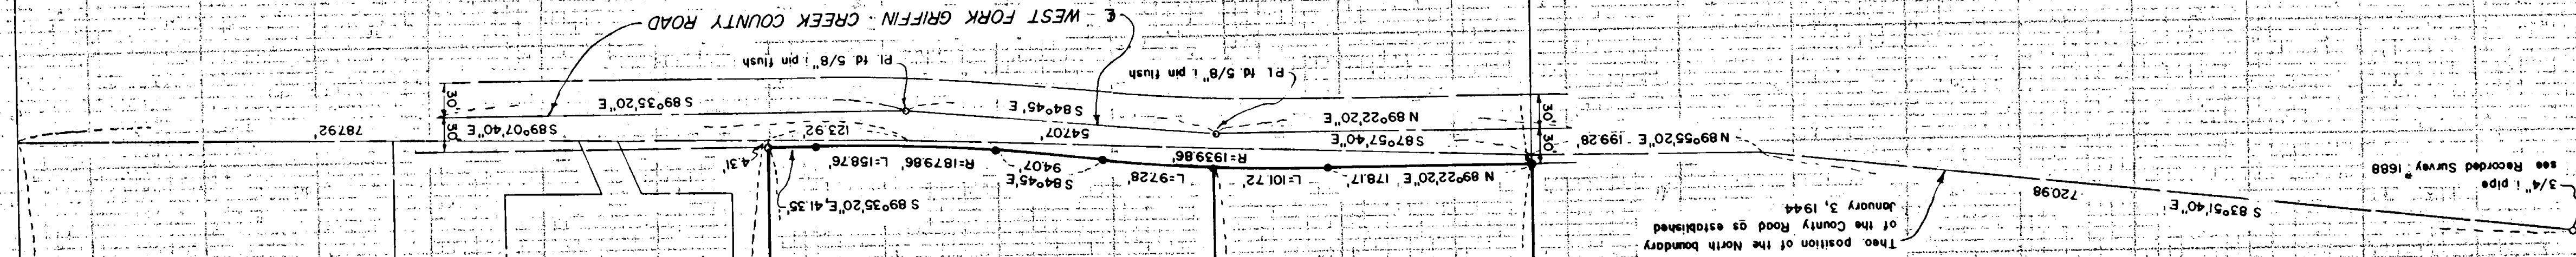 Theo. position of the North boundary
of the County Road as established
January 3, 1944
3/4" i. pipe
see Recorded Survey #1688
S 83°51'40" E
720.98
N 89°55'20" E 199.28'
N 89°22'20" E 178.17'
L=101.72'
L=97.28'
R=1939.86'
S 84°45' E
94.07'
R=1879.86'
L=158.76'
S 89°35'20" E, 41.35'
4.31'
30'
30'
S 87°57'40" E
547.07
123.92'
S 89°07'40" E
787.92'
30'
30'
N 89°22'20" E
S 84°45' E
S 89°35'20" E
P.I. fd. 5/8" i. pin flush
P.I. fd. 5/8" i. pin flush
℄ WEST FORK GRIFFIN CREEK COUNTY ROAD